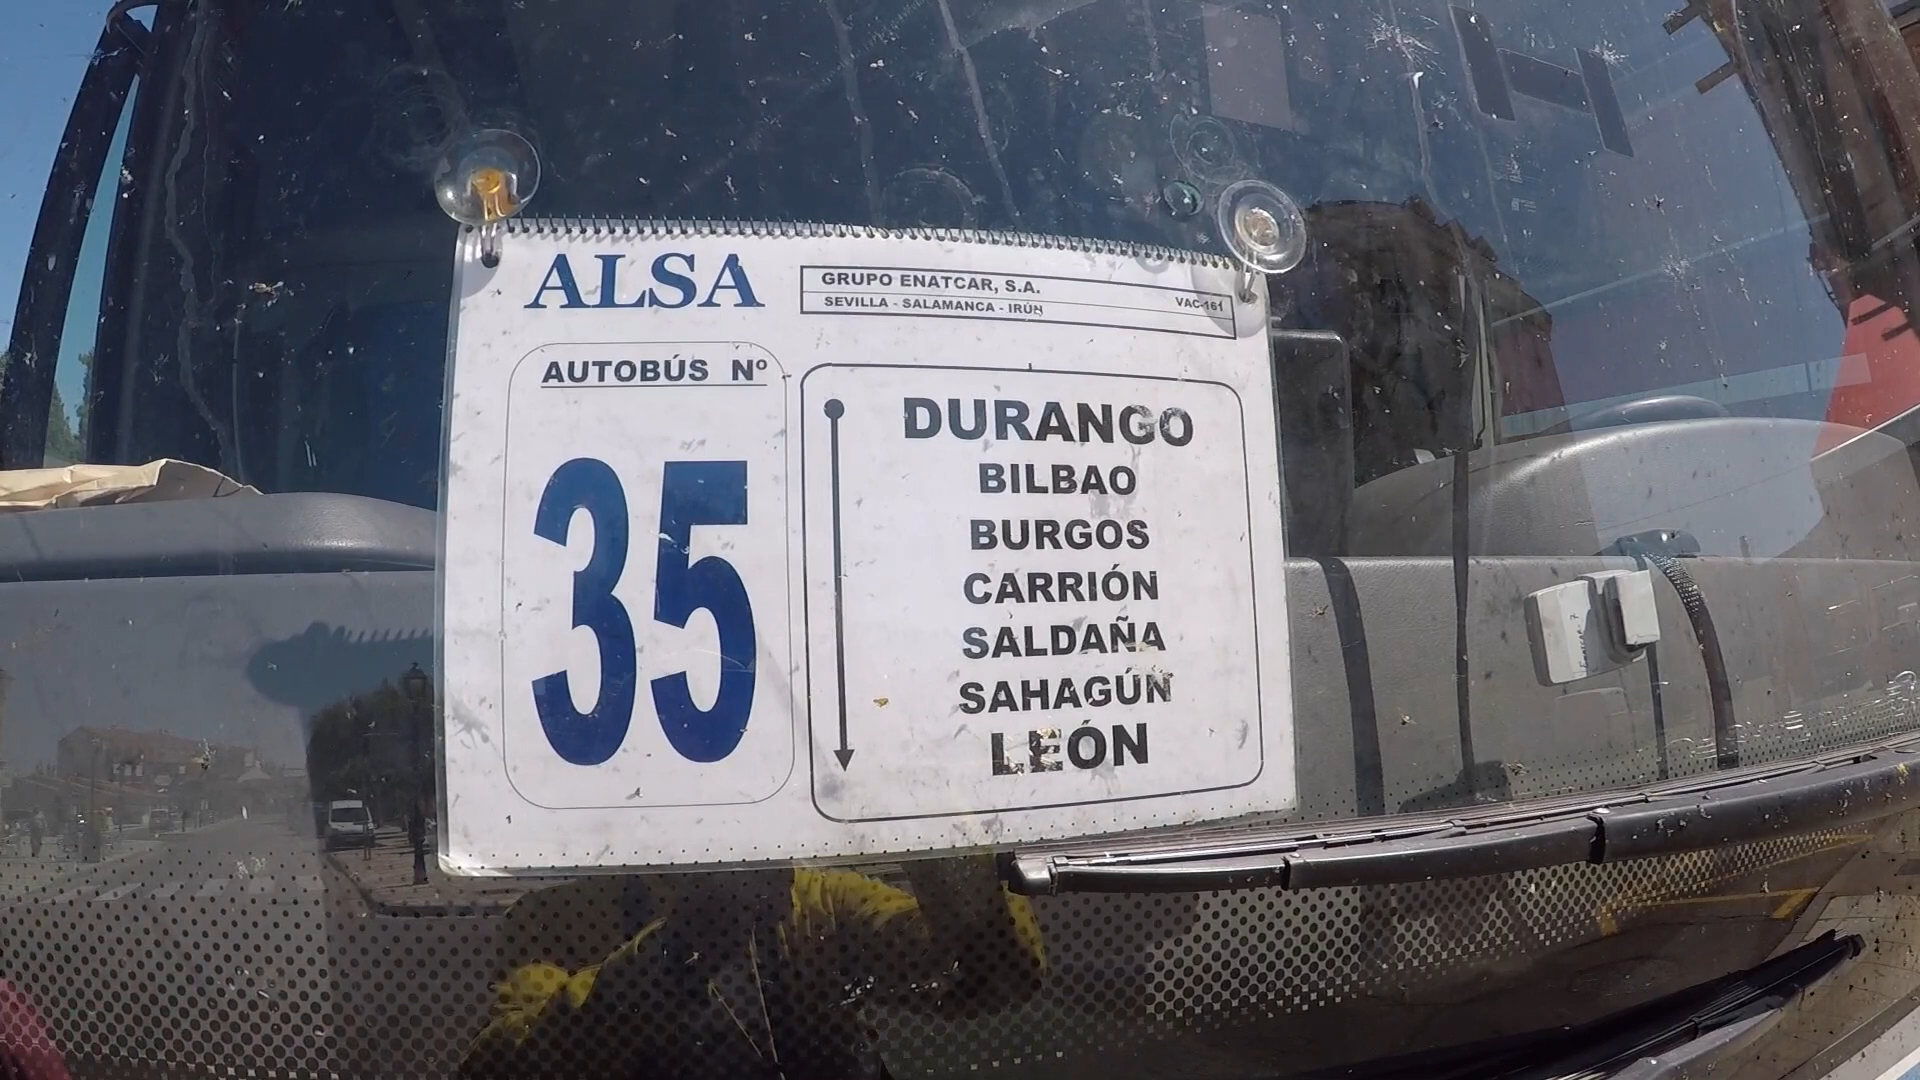 ALSA
GRUPO ENATCAR, S.A.
SEVILLA - SALAMANCA - IRÚN VAC-161
AUTOBÚS Nº
35
DURANGO
BILBAO
BURGOS
CARRIÓN
SALDAÑA
SAHAGÚN
LEÓN